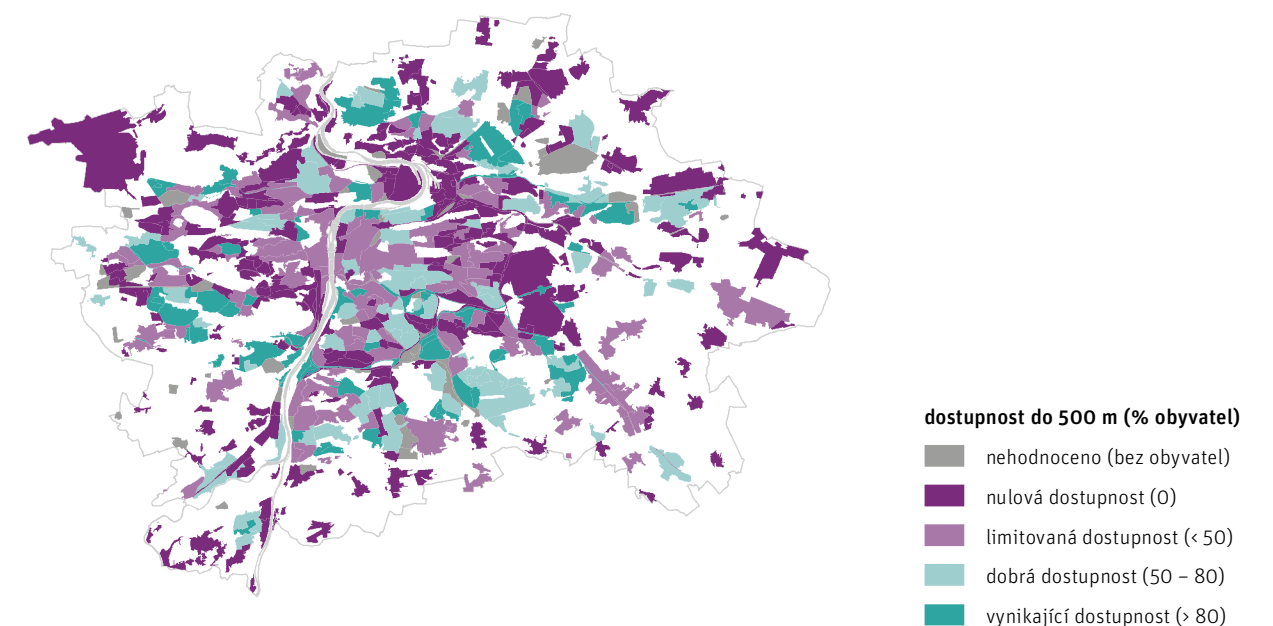 dostupnost do 500 m (% obyvatel)
nehodnoceno (bez obyvatel)
nulová dostupnost (0)
limitovaná dostupnost (< 50)
dobrá dostupnost (50 – 80)
vynikající dostupnost (> 80)